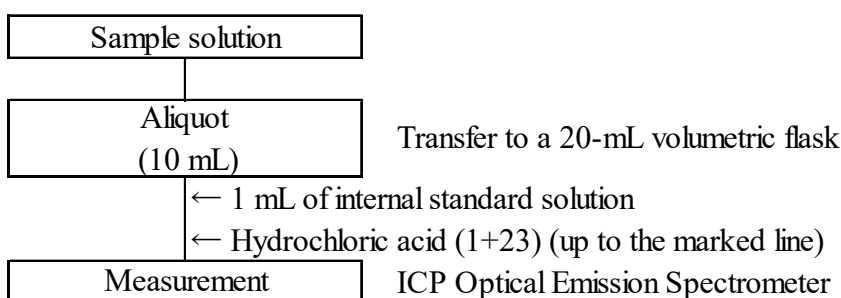 Sample solution
Aliquot
(10 mL)
Transfer to a 20-mL volumetric flask
← 1 mL of internal standard solution
← Hydrochloric acid (1+23) (up to the marked line)
Measurement
ICP Optical Emission Spectrometer